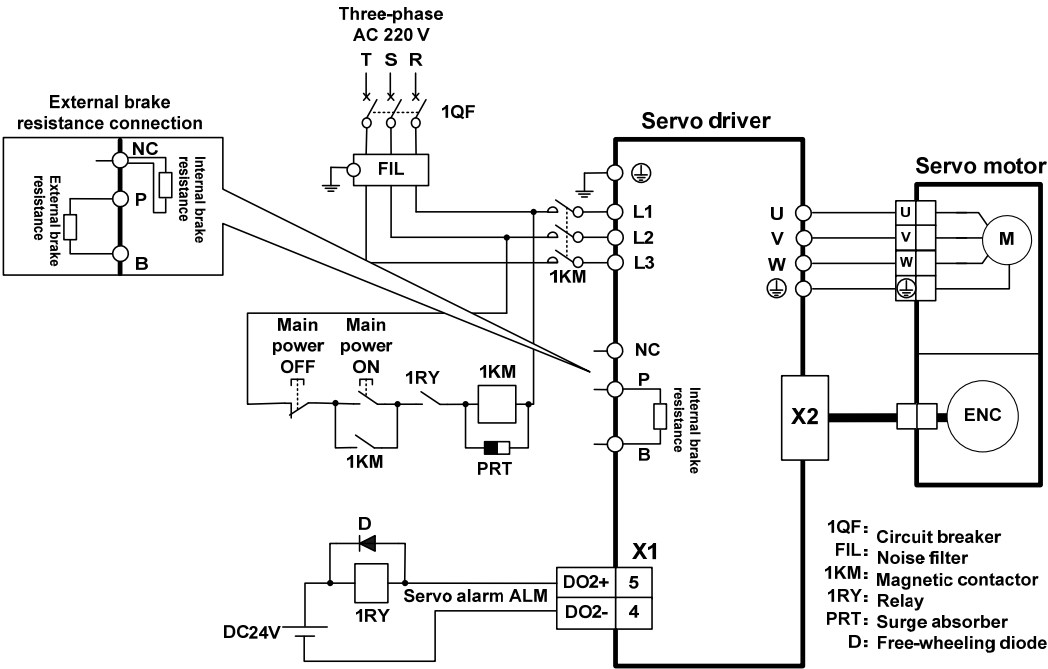 Three-phase
AC 220 V
T S R
1QF
External brake
resistance connection
NC
Internal brake
resistance
External brake
resistance
P
B
FIL
Servo driver
Servo motor
L1
L2
L3
1KM
U
V
W
U
V
W
M
Main
power
OFF
Main
power
ON
1RY
1KM
1KM
PRT
NC
P
B
Internal brake
resistance
X2
ENC
D
1RY
Servo alarm ALM
DC24V
X1
DO2+ 5
DO2- 4
1QF: Circuit breaker
FIL: Noise filter
1KM: Magnetic contactor
1RY: Relay
PRT: Surge absorber
D: Free-wheeling diode